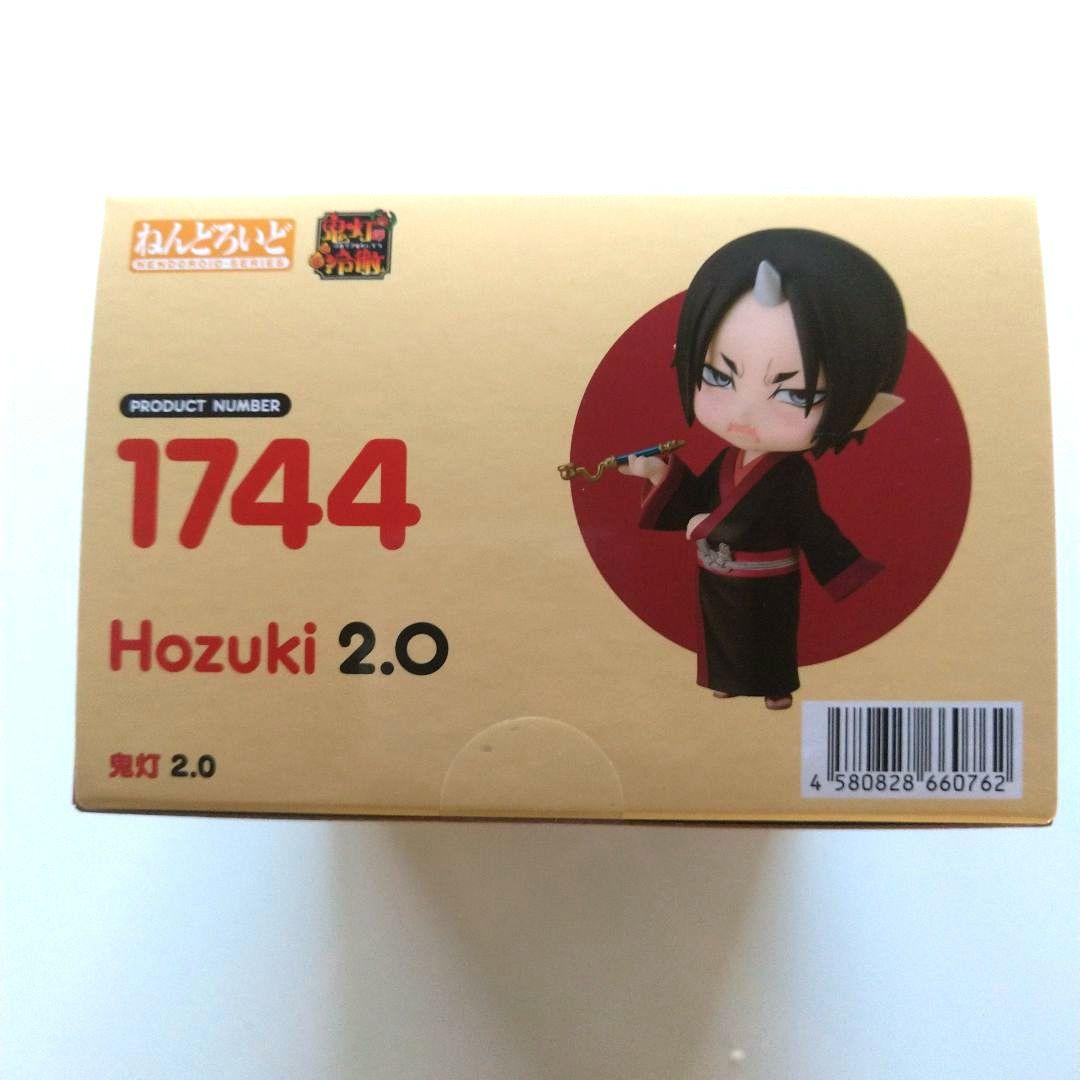 ねんどろいど
NENDOROID-SERIES
鬼灯の
冷徹
PRODUCT NUMBER
1744
Hozuki 2.0
鬼灯 2.0
4 580828 660762